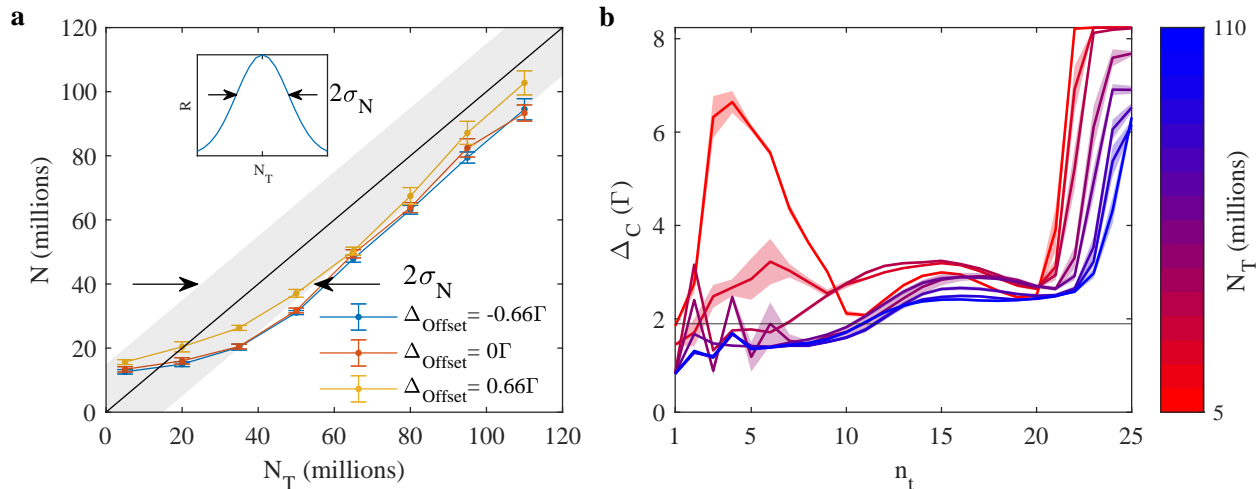 a
120
100
80
60
40
20
0
N (millions)
R
N_T
2σ_N
2σ_N
Δ_Offset= -0.66Γ
Δ_Offset= 0Γ
Δ_Offset= 0.66Γ
0 20 40 60 80 100 120
N_T (millions)
b
8
6
4
2
0
Δ_C (Γ)
1 5 10 15 20 25
n_t
110
5
N_T (millions)